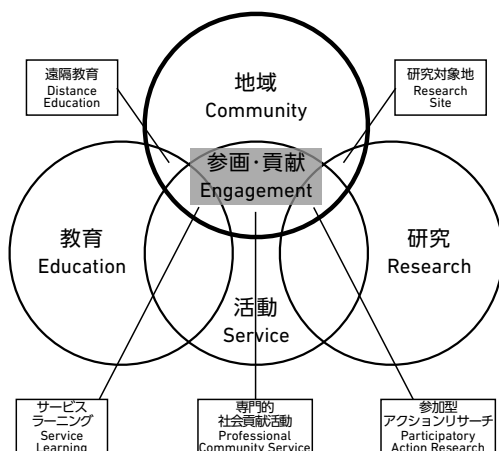 遠隔教育
Distance
Education
地域
Community
研究対象地
Research
Site
参画・貢献
Engagement
教育
Education
研究
Research
活動
Service
サービス
ラーニング
Service
Learning
専門的
社会貢献活動
Professional
Community Service
参加型
アクションリサーチ
Participatory
Action Research